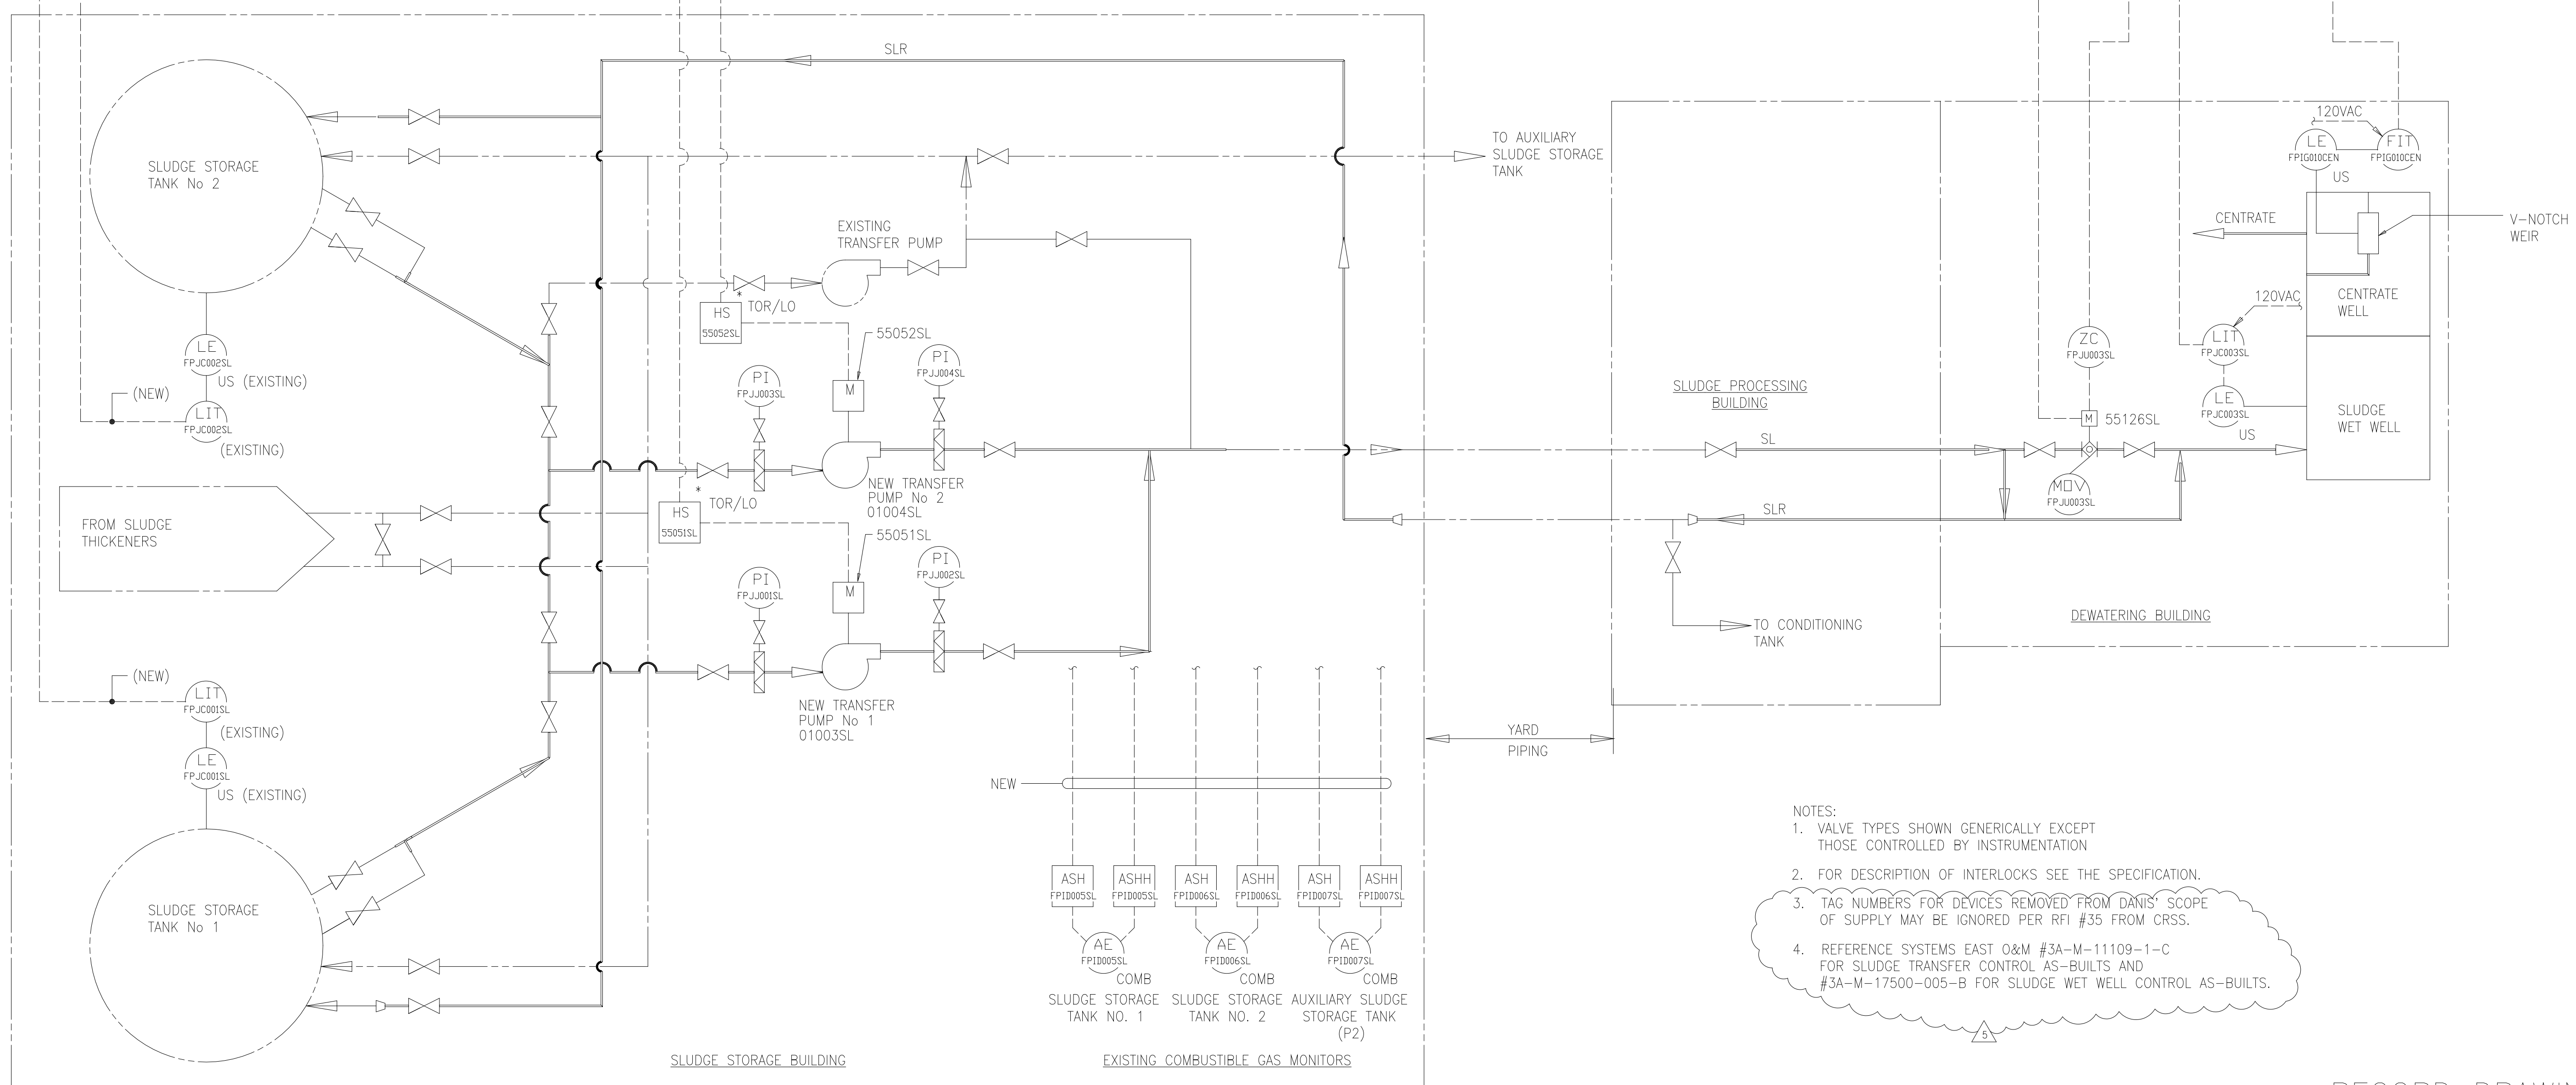 SLR
SLUDGE STORAGE
TANK No 2
TO AUXILIARY
SLUDGE STORAGE
TANK
EXISTING
TRANSFER PUMP
* TOR/LO
HS
55052SL
55052SL
M
LE
FPJC002SL
US (EXISTING)
(NEW)
LIT
FPJC002SL
(EXISTING)
PI
FPJJ003SL
PI
FPJJ004SL
NEW TRANSFER
PUMP No 2
01004SL
* TOR/LO
HS
55051SL
FROM SLUDGE
THICKENERS
55051SL
M
PI
FPJJ001SL
PI
FPJJ002SL
NEW TRANSFER
PUMP No 1
01003SL
(NEW)
LIT
FPJC001SL
(EXISTING)
LE
FPJC001SL
US (EXISTING)
SLUDGE STORAGE
TANK No 1
NEW
ASH
FPID005SL
ASHH
FPID005SL
ASH
FPID006SL
ASHH
FPID006SL
ASH
FPID007SL
ASHH
FPID007SL
AE
FPID005SL
COMB
AE
FPID006SL
COMB
AE
FPID007SL
COMB
SLUDGE STORAGE
TANK NO. 1
SLUDGE STORAGE
TANK NO. 2
AUXILIARY SLUDGE
STORAGE TANK
(P2)
SLUDGE STORAGE BUILDING
EXISTING COMBUSTIBLE GAS MONITORS
YARD
PIPING
SLUDGE PROCESSING
BUILDING
SL
SLR
TO CONDITIONING
TANK
120VAC
LE
FPIG010CEN
FIT
FPIG010CEN
US
CENTRATE
V-NOTCH
WEIR
120VAC
CENTRATE
WELL
ZC
FPJU003SL
LIT
FPJC003SL
LE
FPJC003SL
US
M
55126SL
MOV
FPJU003SL
SLUDGE
WET WELL
DEWATERING BUILDING
NOTES:
1. VALVE TYPES SHOWN GENERICALLY EXCEPT
THOSE CONTROLLED BY INSTRUMENTATION
2. FOR DESCRIPTION OF INTERLOCKS SEE THE SPECIFICATION.
3. TAG NUMBERS FOR DEVICES REMOVED FROM DANIS' SCOPE
OF SUPPLY MAY BE IGNORED PER RFI #35 FROM CRSS.
4. REFERENCE SYSTEMS EAST O&M #3A-M-11109-1-C
FOR SLUDGE TRANSFER CONTROL AS-BUILTS AND
#3A-M-17500-005-B FOR SLUDGE WET WELL CONTROL AS-BUILTS.
5